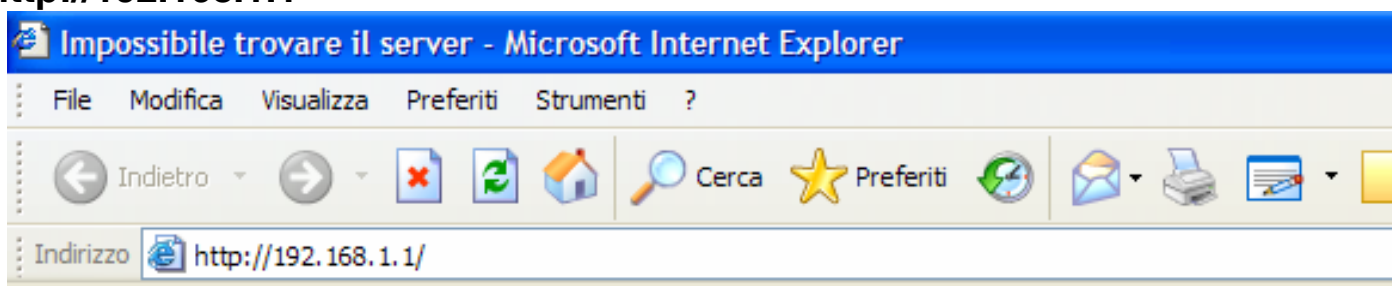 Impossibile trovare il server - Microsoft Internet Explorer
File Modifica Visualizza Preferiti Strumenti ?
Indietro Cerca Preferiti
Indirizzo http://192.168.1.1/